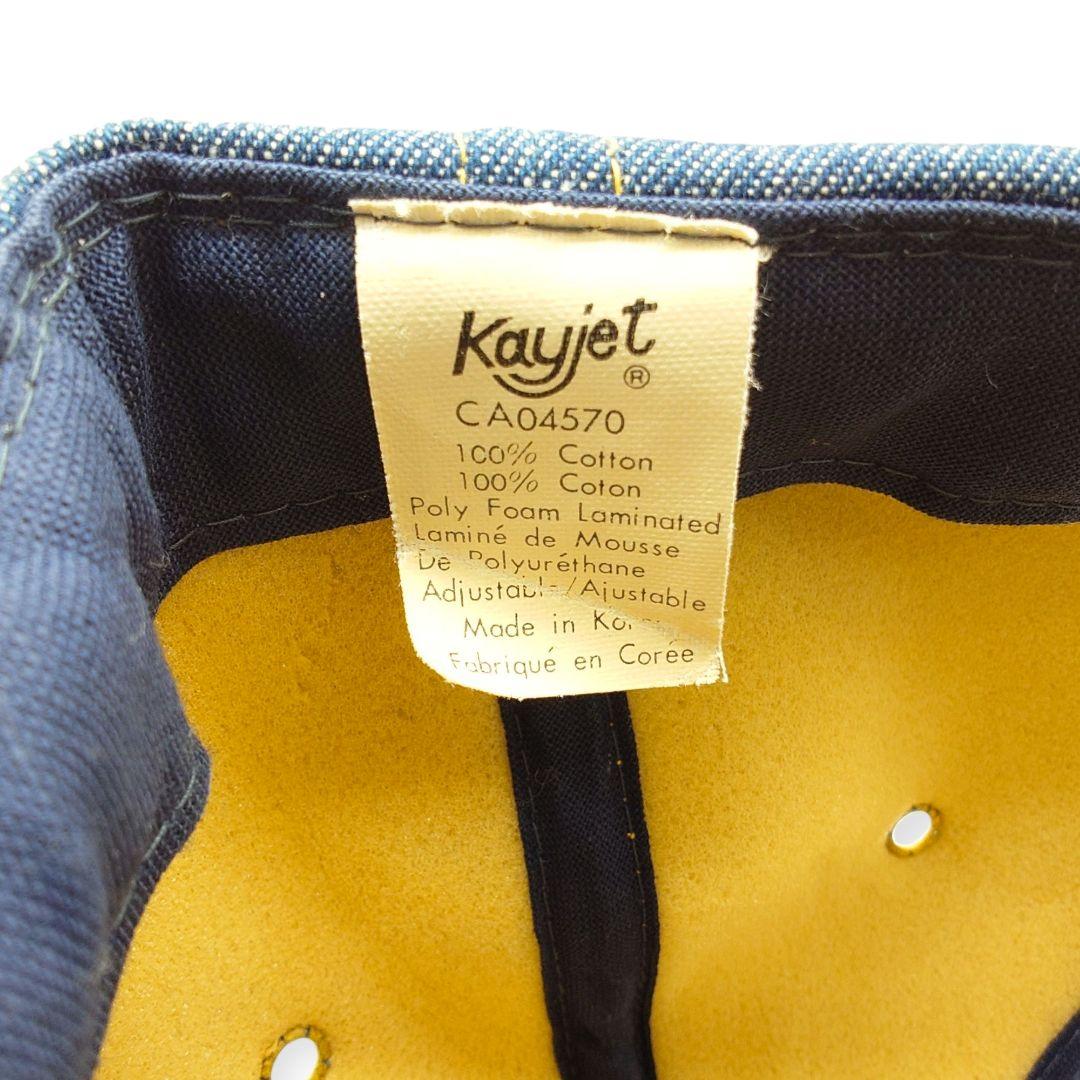 Kayjet
®
CA04570
100% Cotton
100% Coton
Poly Foam Laminated
Laminé de Mousse
De Polyuréthane
Adjustable/Ajustable
Made in
Fabriqué en Corée